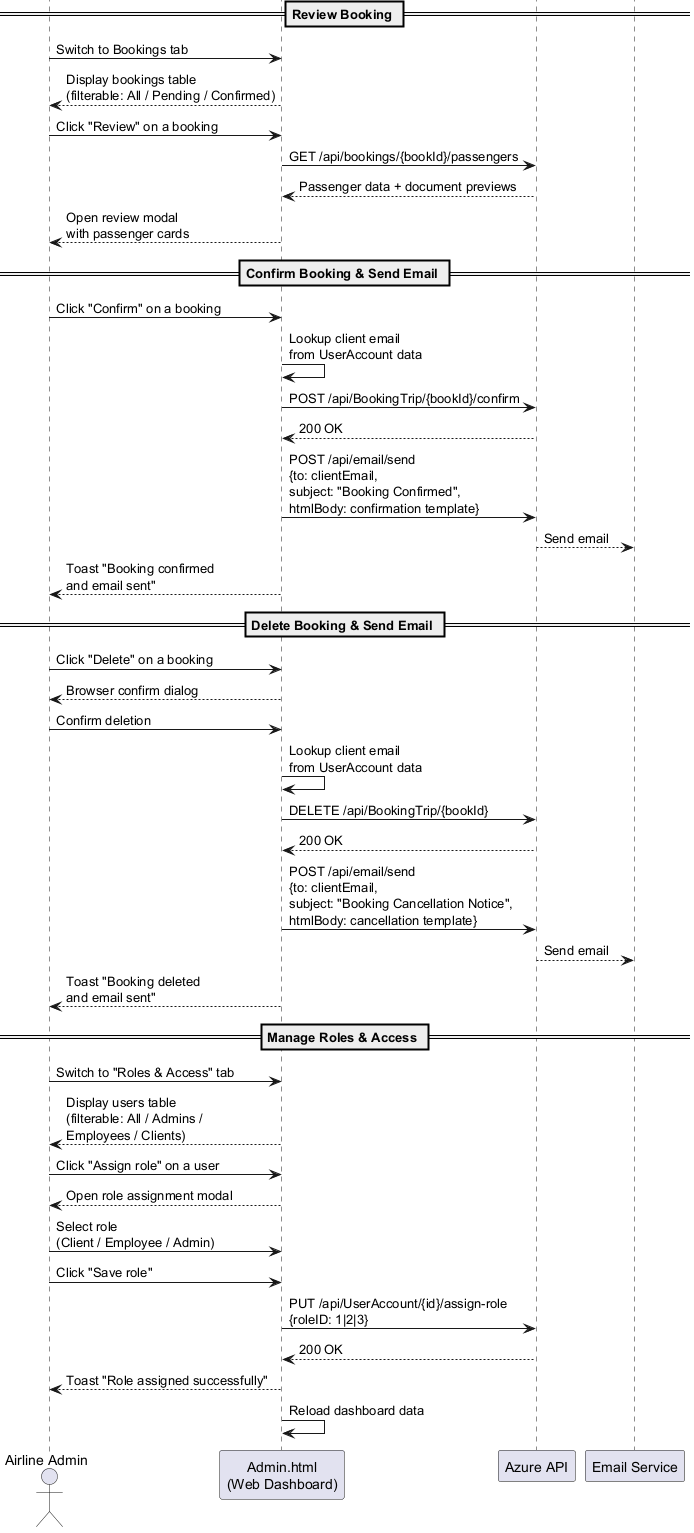 Review Booking
Switch to Bookings tab
Display bookings table
(filterable: All / Pending / Confirmed)
Click "Review" on a booking
GET /api/bookings/{bookId}/passengers
Passenger data + document previews
Open review modal
with passenger cards
Confirm Booking & Send Email
Click "Confirm" on a booking
Lookup client email
from UserAccount data
POST /api/BookingTrip/{bookId}/confirm
200 OK
POST /api/email/send
{to: clientEmail,
subject: "Booking Confirmed",
htmlBody: confirmation template}
Send email
Toast "Booking confirmed
and email sent"
Delete Booking & Send Email
Click "Delete" on a booking
Browser confirm dialog
Confirm deletion
Lookup client email
from UserAccount data
DELETE /api/BookingTrip/{bookId}
200 OK
POST /api/email/send
{to: clientEmail,
subject: "Booking Cancellation Notice",
htmlBody: cancellation template}
Send email
Toast "Booking deleted
and email sent"
Manage Roles & Access
Switch to "Roles & Access" tab
Display users table
(filterable: All / Admins /
Employees / Clients)
Click "Assign role" on a user
Open role assignment modal
Select role
(Client / Employee / Admin)
Click "Save role"
PUT /api/UserAccount/{id}/assign-role
{roleID: 1|2|3}
200 OK
Toast "Role assigned successfully"
Reload dashboard data
Airline Admin
Admin.html
(Web Dashboard)
Azure API
Email Service